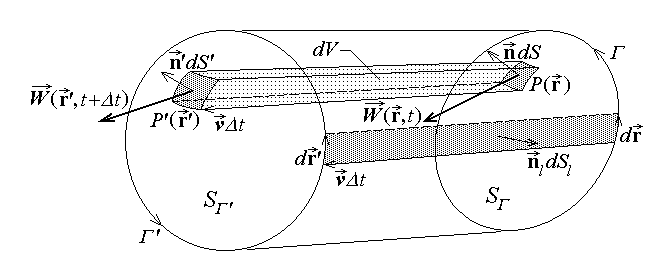 dV
n⃗'dS'
n⃗dS
Γ
W⃗(r⃗', t+Δt)
P'(r⃗')
v⃗Δt
W⃗(r⃗, t)
P(r⃗)
dr⃗'
dr⃗
v⃗Δt
n⃗ₗdSₗ
S_Γ'
S_Γ
Γ'